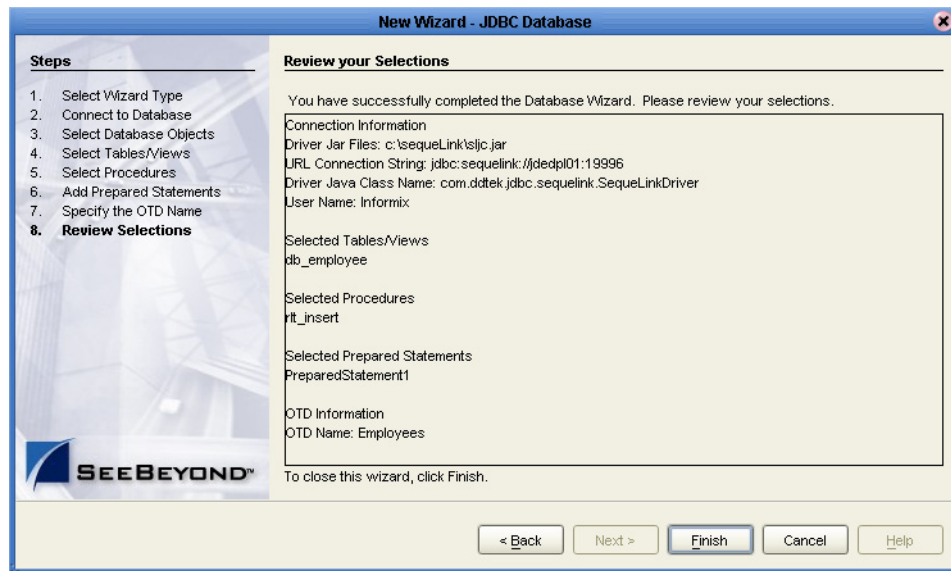 New Wizard - JDBC Database
Steps
1. Select Wizard Type
2. Connect to Database
3. Select Database Objects
4. Select Tables/Views
5. Select Procedures
6. Add Prepared Statements
7. Specify the OTD Name
8. Review Selections
SEEBEYOND™
Review your Selections
You have successfully completed the Database Wizard. Please review your selections.
Connection Information
Driver Jar Files: c:\sequeLink\sljc.jar
URL Connection String: jdbc:sequelink://jdedpl01:19996
Driver Java Class Name: com.ddtek.jdbc.sequelink.SequeLinkDriver
User Name: Informix
Selected Tables/Views
db_employee
Selected Procedures
rtt_insert
Selected Prepared Statements
PreparedStatement1
OTD Information
OTD Name: Employees
To close this wizard, click Finish.
< Back Next > Finish Cancel Help